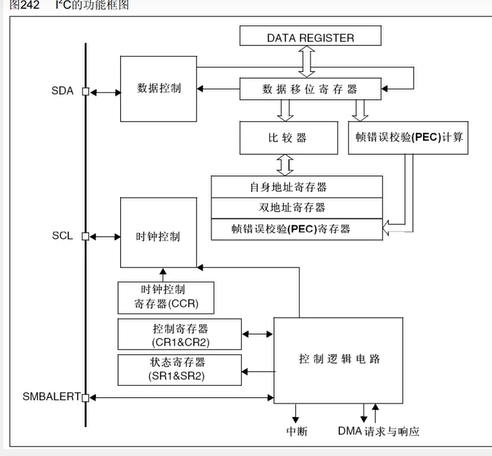 图242 I²C的功能框图
DATA REGISTER
SDA
数据控制
数据移位寄存器
比较器
帧错误校验(PEC)计算
自身地址寄存器
双地址寄存器
帧错误校验(PEC)寄存器
SCL
时钟控制
时钟控制
寄存器(CCR)
控制寄存器
(CR1&CR2)
状态寄存器
(SR1&SR2)
控制逻辑电路
SMBALERT
中断
DMA 请求与响应